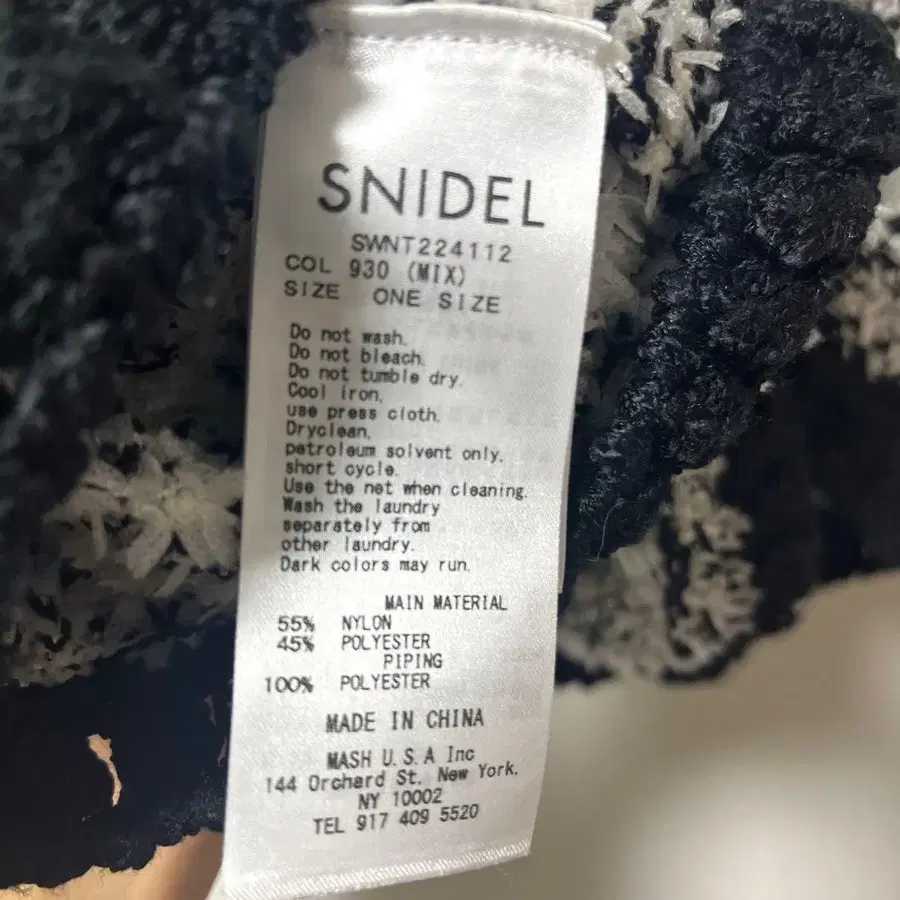 SNIDEL
SWNT224112
COL 930 (MIX)
SIZE ONE SIZE
Do not wash.
Do not bleach.
Do not tumble dry.
Cool iron.
use press cloth.
Dryclean.
petroleum solvent only.
short cycle.
Use the net when cleaning.
Wash the laundry
separately from
other laundry.
Dark colors may run.
MAIN MATERIAL
55% NYLON
45% POLYESTER
PIPING
100% POLYESTER
MADE IN CHINA
MASH U.S.A Inc
144 Orchard St. New York.
NY 10002
TEL 917 409 5520